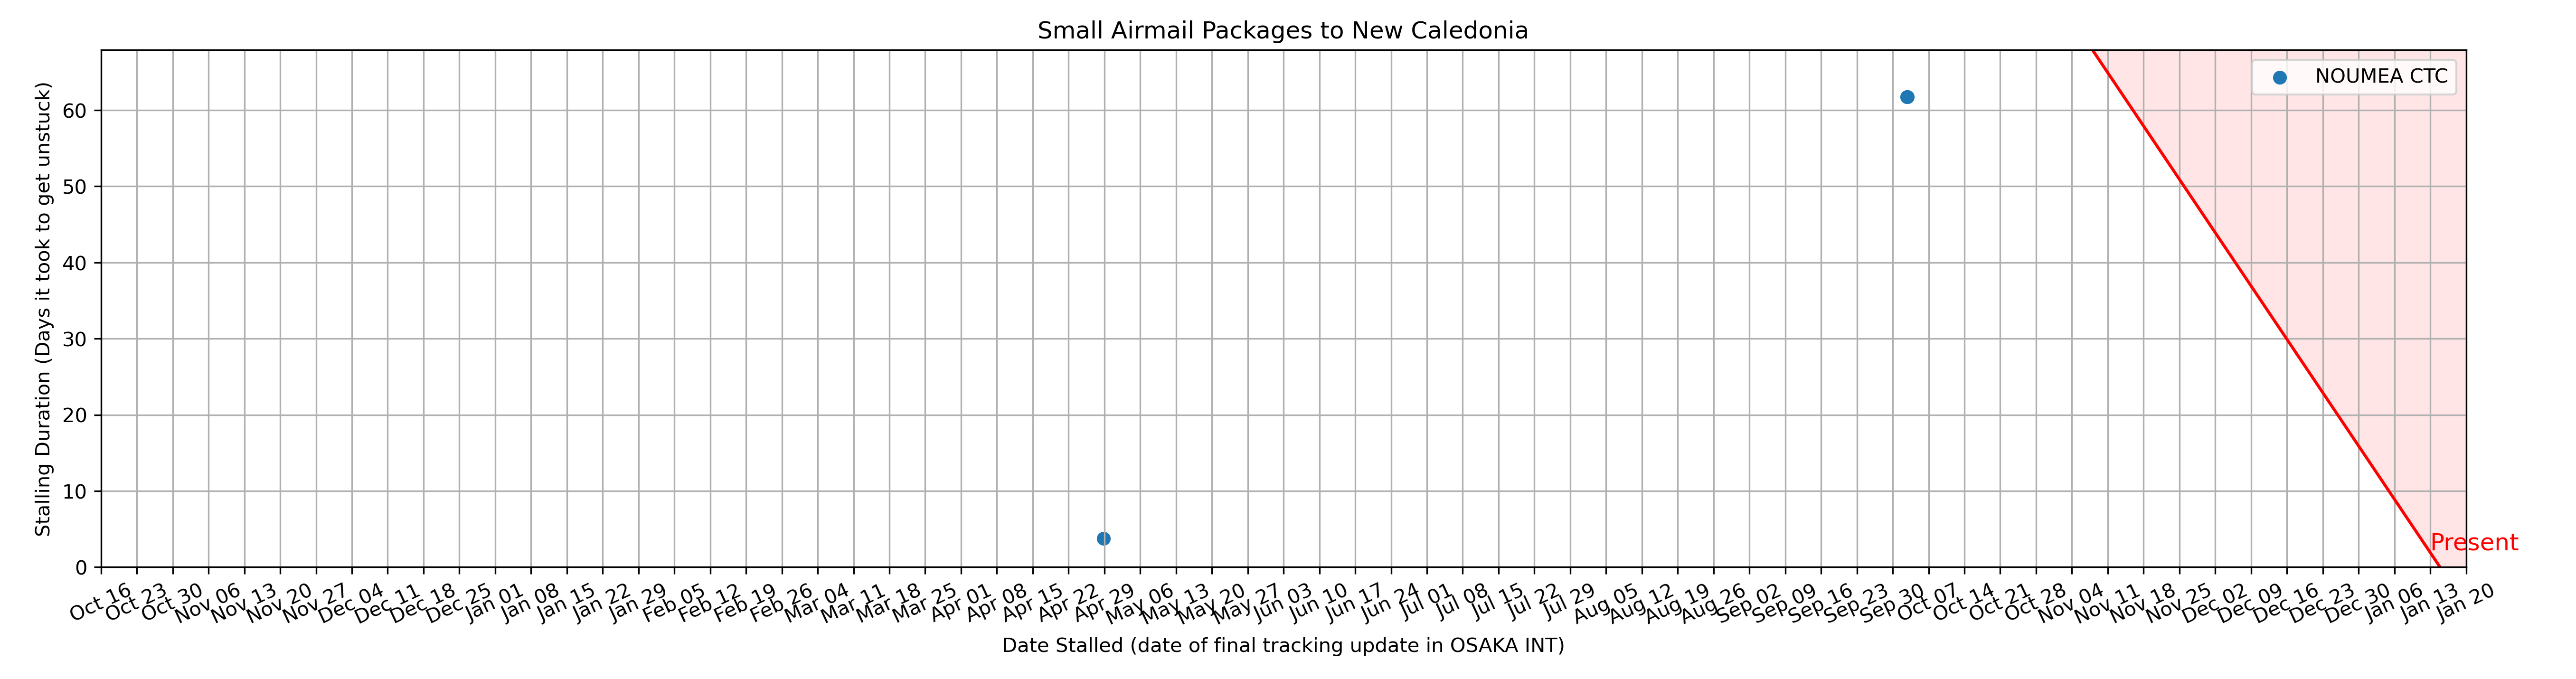 Small Airmail Packages to New Caledonia
NOUMEA CTC
Stalling Duration (Days it took to get unstuck)
60
50
40
30
20
10
0
Present
Oct 16 Oct 23 Oct 30 Nov 06 Nov 13 Nov 20 Nov 27 Dec 04 Dec 11 Dec 18 Dec 25 Jan 01 Jan 08 Jan 15 Jan 22 Jan 29 Feb 05 Feb 12 Feb 19 Feb 26 Mar 04 Mar 11 Mar 18 Mar 25 Apr 01 Apr 08 Apr 15 Apr 22 Apr 29 May 06 May 13 May 20 May 27 Jun 03 Jun 10 Jun 17 Jun 24 Jul 01 Jul 08 Jul 15 Jul 22 Jul 29 Aug 05 Aug 12 Aug 19 Aug 26 Sep 02 Sep 09 Sep 16 Sep 23 Sep 30 Oct 07 Oct 14 Oct 21 Oct 28 Nov 04 Nov 11 Nov 18 Nov 25 Dec 02 Dec 09 Dec 16 Dec 23 Dec 30 Jan 06 Jan 13 Jan 20
Date Stalled (date of final tracking update in OSAKA INT)